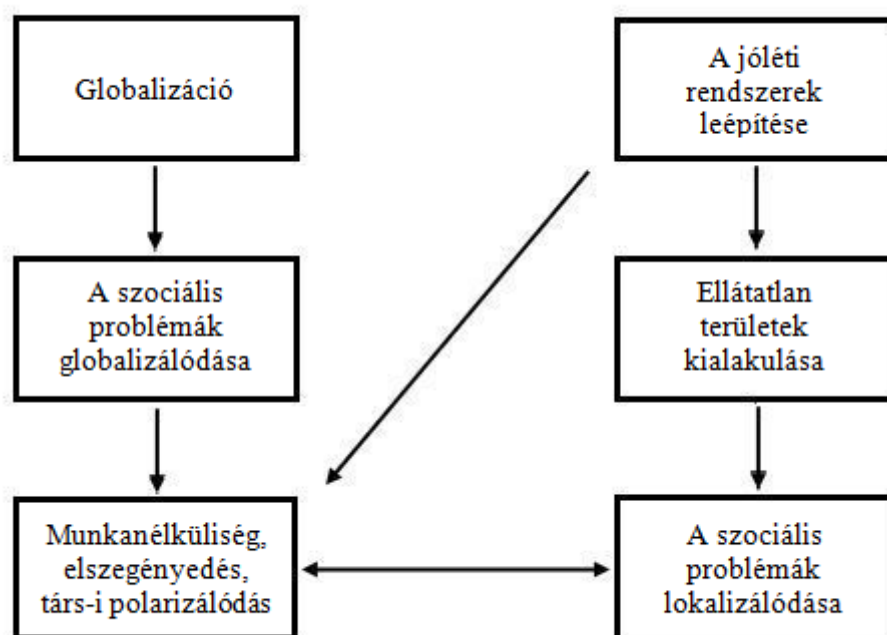 Globalizáció
A jóléti
rendszerek
leépítése
A szociális
problémák
globalizálódása
Ellátatlan
területek
kialakulása
Munkanélküliség,
elszegényedés,
társ-i polarizálódás
A szociális
problémák
lokalizálódása